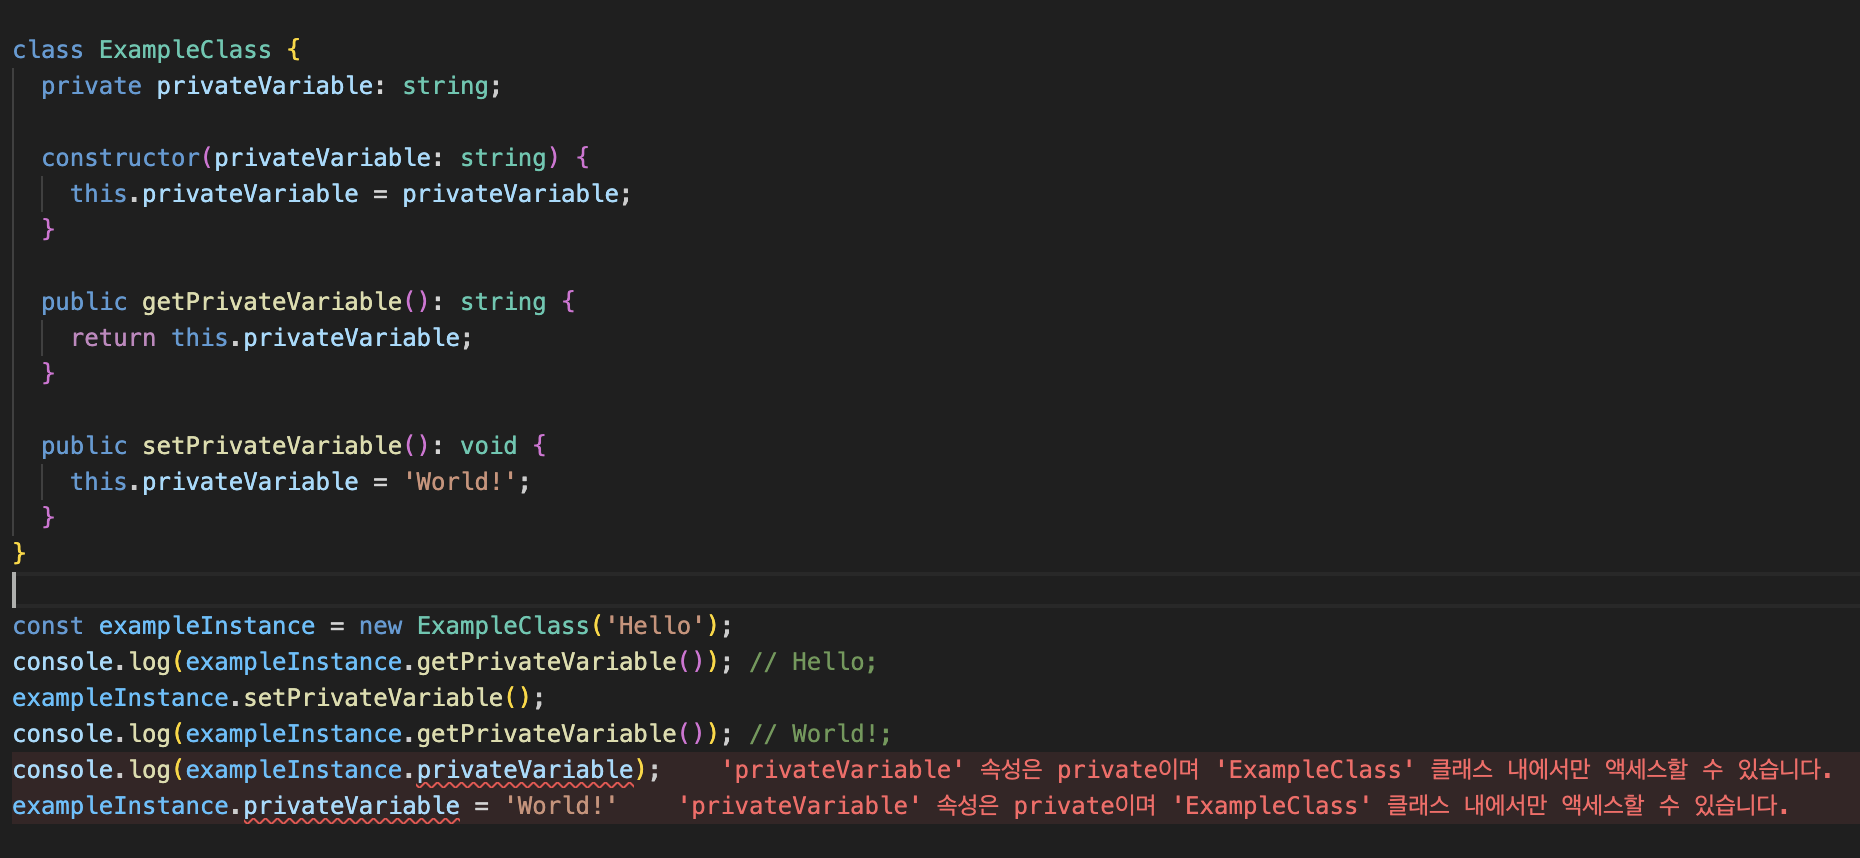 class ExampleClass {
  private privateVariable: string;
  constructor(privateVariable: string) {
    this.privateVariable = privateVariable;
  }
  public getPrivateVariable(): string {
    return this.privateVariable;
  }
  public setPrivateVariable(): void {
    this.privateVariable = 'World!';
  }
}
const exampleInstance = new ExampleClass('Hello');
console.log(exampleInstance.getPrivateVariable()); // Hello;
exampleInstance.setPrivateVariable();
console.log(exampleInstance.getPrivateVariable()); // World!;
console.log(exampleInstance.privateVariable);    'privateVariable' 속성은 private이며 'ExampleClass' 클래스 내에서만 액세스할 수 있습니다.
exampleInstance.privateVariable = 'World!'    'privateVariable' 속성은 private이며 'ExampleClass' 클래스 내에서만 액세스할 수 있습니다.